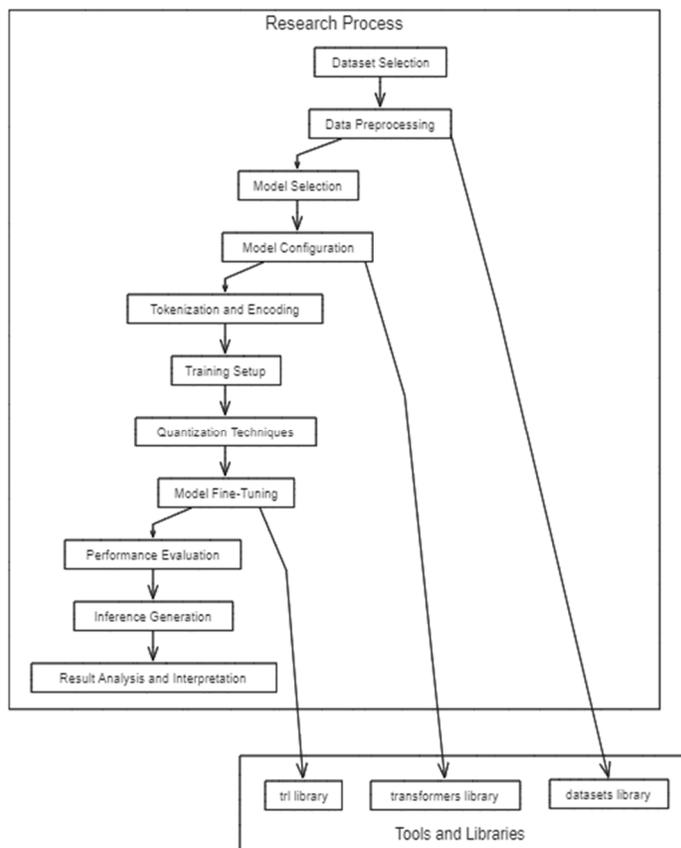 Research Process
Dataset Selection
Data Preprocessing
Model Selection
Model Configuration
Tokenization and Encoding
Training Setup
Quantization Techniques
Model Fine-Tuning
Performance Evaluation
Inference Generation
Result Analysis and Interpretation
trl library
transformers library
datasets library
Tools and Libraries